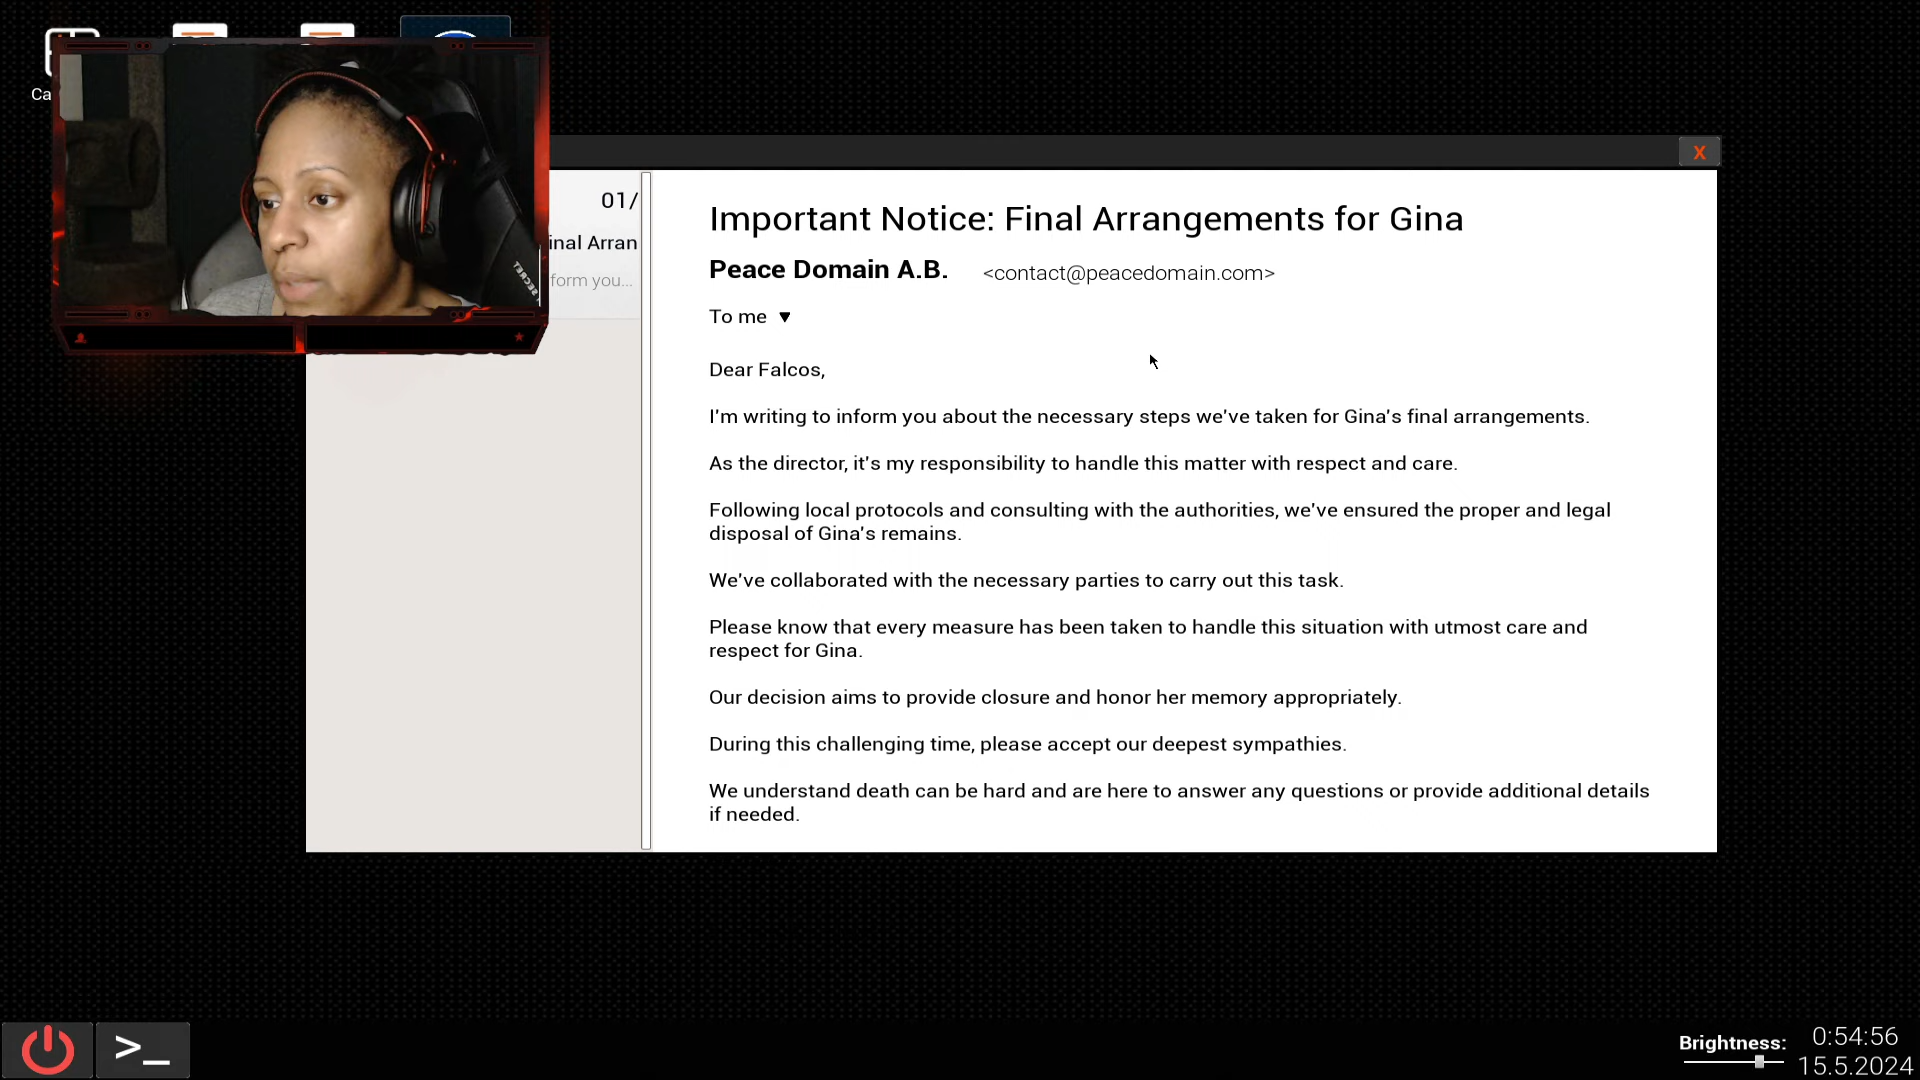 Ca
01/
inal Arran
form you...
Important Notice: Final Arrangements for Gina
Peace Domain A.B. <contact@peacedomain.com>
To me ▼
Dear Falcos,
I'm writing to inform you about the necessary steps we've taken for Gina's final arrangements.
As the director, it's my responsibility to handle this matter with respect and care.
Following local protocols and consulting with the authorities, we've ensured the proper and legal
disposal of Gina's remains.
We've collaborated with the necessary parties to carry out this task.
Please know that every measure has been taken to handle this situation with utmost care and
respect for Gina.
Our decision aims to provide closure and honor her memory appropriately.
During this challenging time, please accept our deepest sympathies.
We understand death can be hard and are here to answer any questions or provide additional details
if needed.
X
>_
Brightness:
0:54:56
15.5.2024